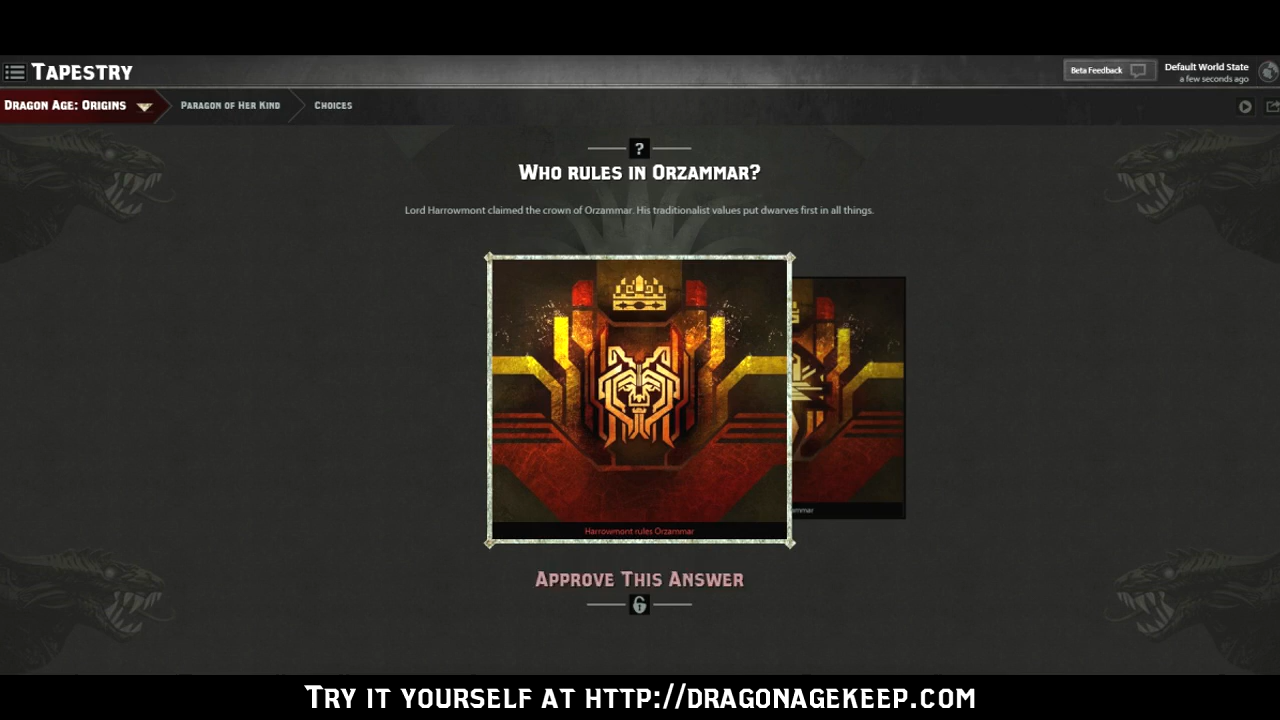 Tapestry
Beta Feedback
Default World State
a few seconds ago
Dragon Age: Origins
Paragon of Her Kind
Choices
?
Who rules in Orzammar?
Lord Harrowmont claimed the crown of Orzammar. His traditionalist values put dwarves first in all things.
Harrowmont rules Orzammar
Approve This Answer
Try it yourself at http://dragonagekeep.com